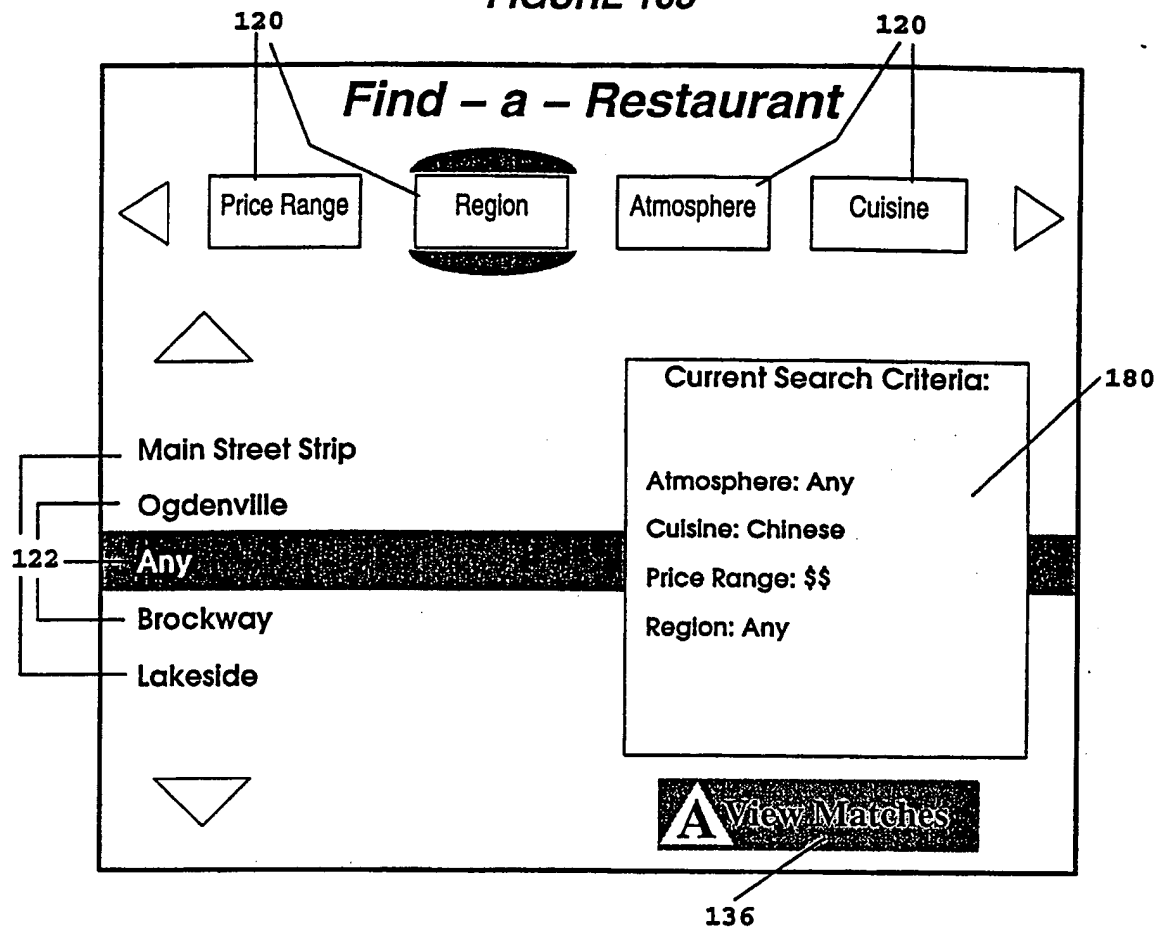 120
120
Find – a – Restaurant
Price Range
Region
Atmosphere
Cuisine
Current Search Criteria:
180
Main Street Strip
Atmosphere: Any
Ogdenville
Cuisine: Chinese
122
Any
Price Range: $$
Brockway
Region: Any
Lakeside
A View Matches
136